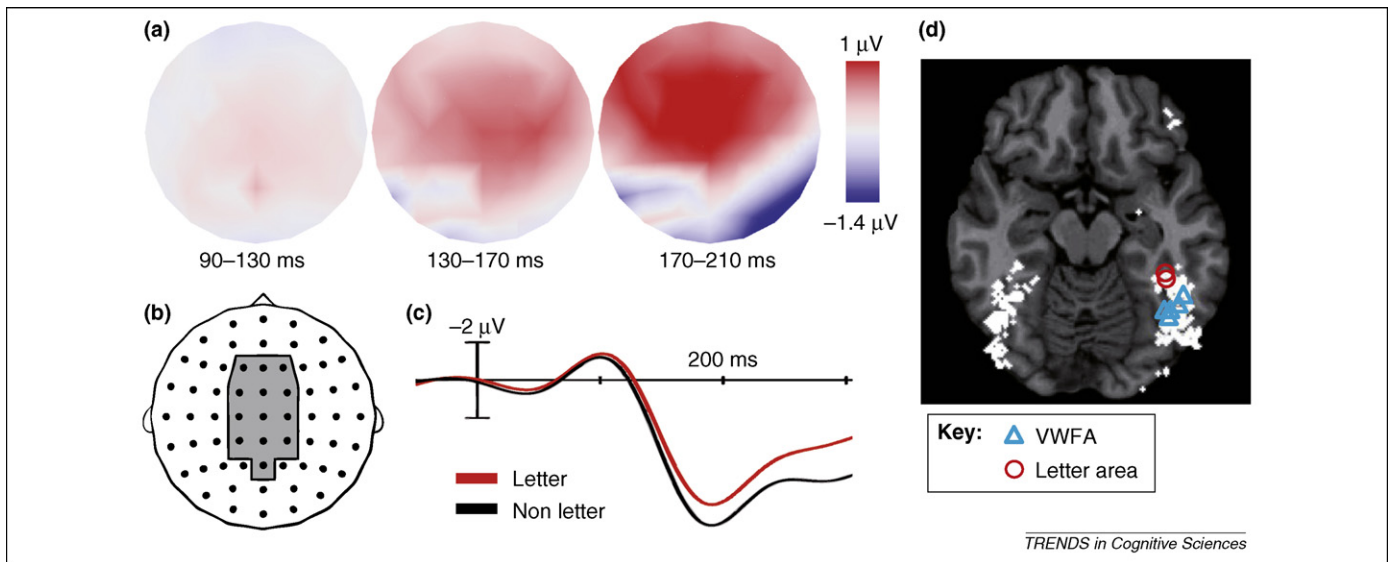 (a)
90–130 ms
130–170 ms
170–210 ms
1 μV
−1.4 μV
(b)
(c)
−2 μV
200 ms
Letter
Non letter
(d)
Key:
VWFA
Letter area
TRENDS in Cognitive Sciences